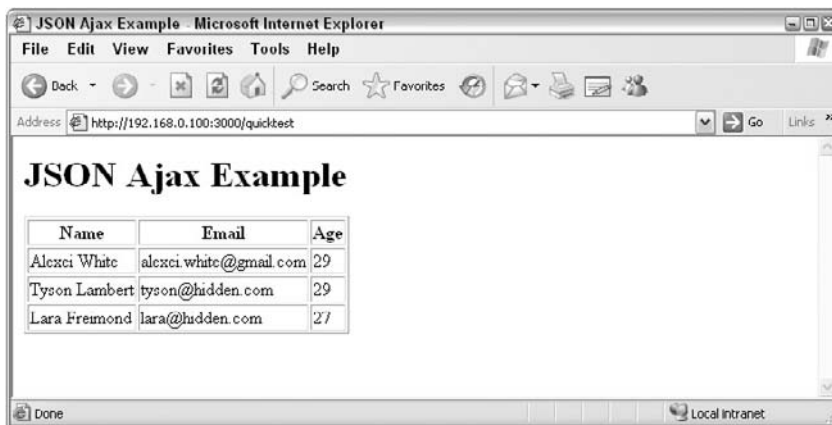 JSON Ajax Example - Microsoft Internet Explorer
File Edit View Favorites Tools Help
Back Search Favorites
Address http://192.168.0.100:3000/quicktest Go Links »
JSON Ajax Example
Name Email Age
Alexei White alexei.white@gmail.com 29
Tyson Lambert tyson@hidden.com 29
Lara Freimond lara@hidden.com 27
Done Local intranet